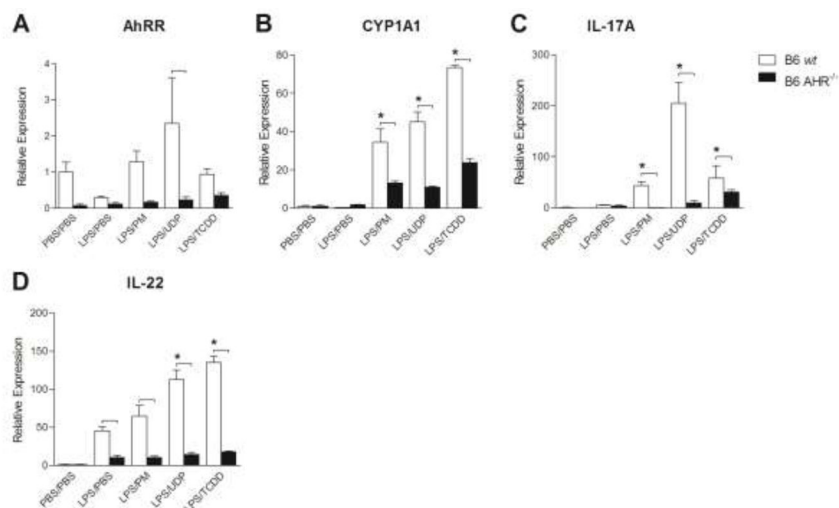 A
AhRR
Relative Expression
4
3
2
1
0
PBS/PBS
LPS/PBS
LPS/PM
LPS/UDP
LPS/TCDD
B
CYP1A1
Relative Expression
80
60
40
20
0
*
*
*
PBS/PBS
LPS/PBS
LPS/PM
LPS/UDP
LPS/TCDD
C
IL-17A
Relative Expression
300
200
100
0
*
*
*
PBS/PBS
LPS/PBS
LPS/PM
LPS/UDP
LPS/TCDD
B6 wt
B6 AHR-/-
D
IL-22
Relative Expression
200
150
100
50
0
*
*
PBS/PBS
LPS/PBS
LPS/PM
LPS/UDP
LPS/TCDD